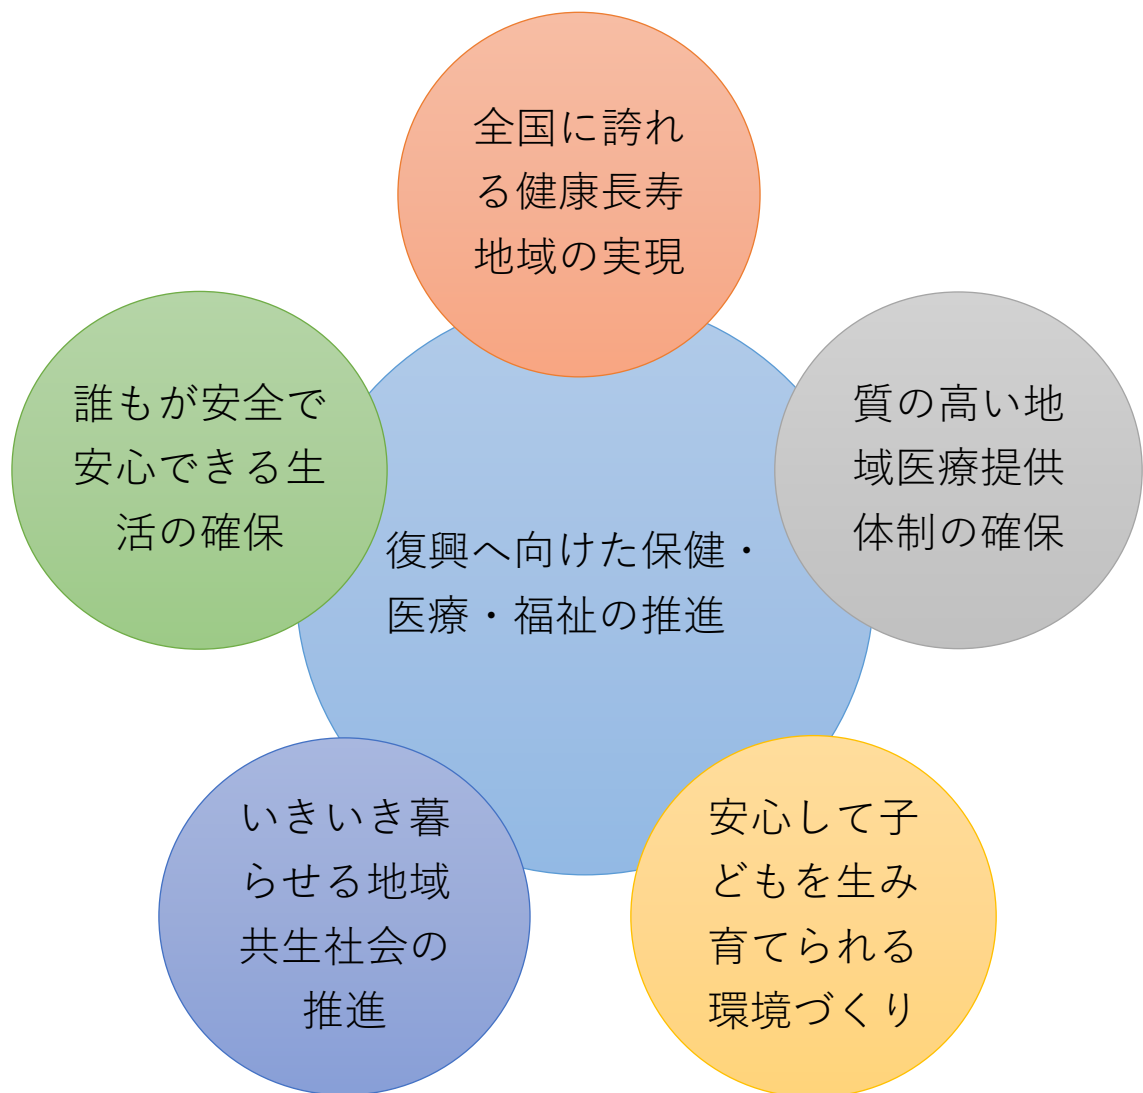 全国に誇れ
る健康長寿
地域の実現
誰もが安全で
安心できる生
活の確保
質の高い地
域医療提供
体制の確保
復興へ向けた保健・
医療・福祉の推進
いきいき暮
らせる地域
共生社会の
推進
安心して子
どもを生み
育てられる
環境づくり